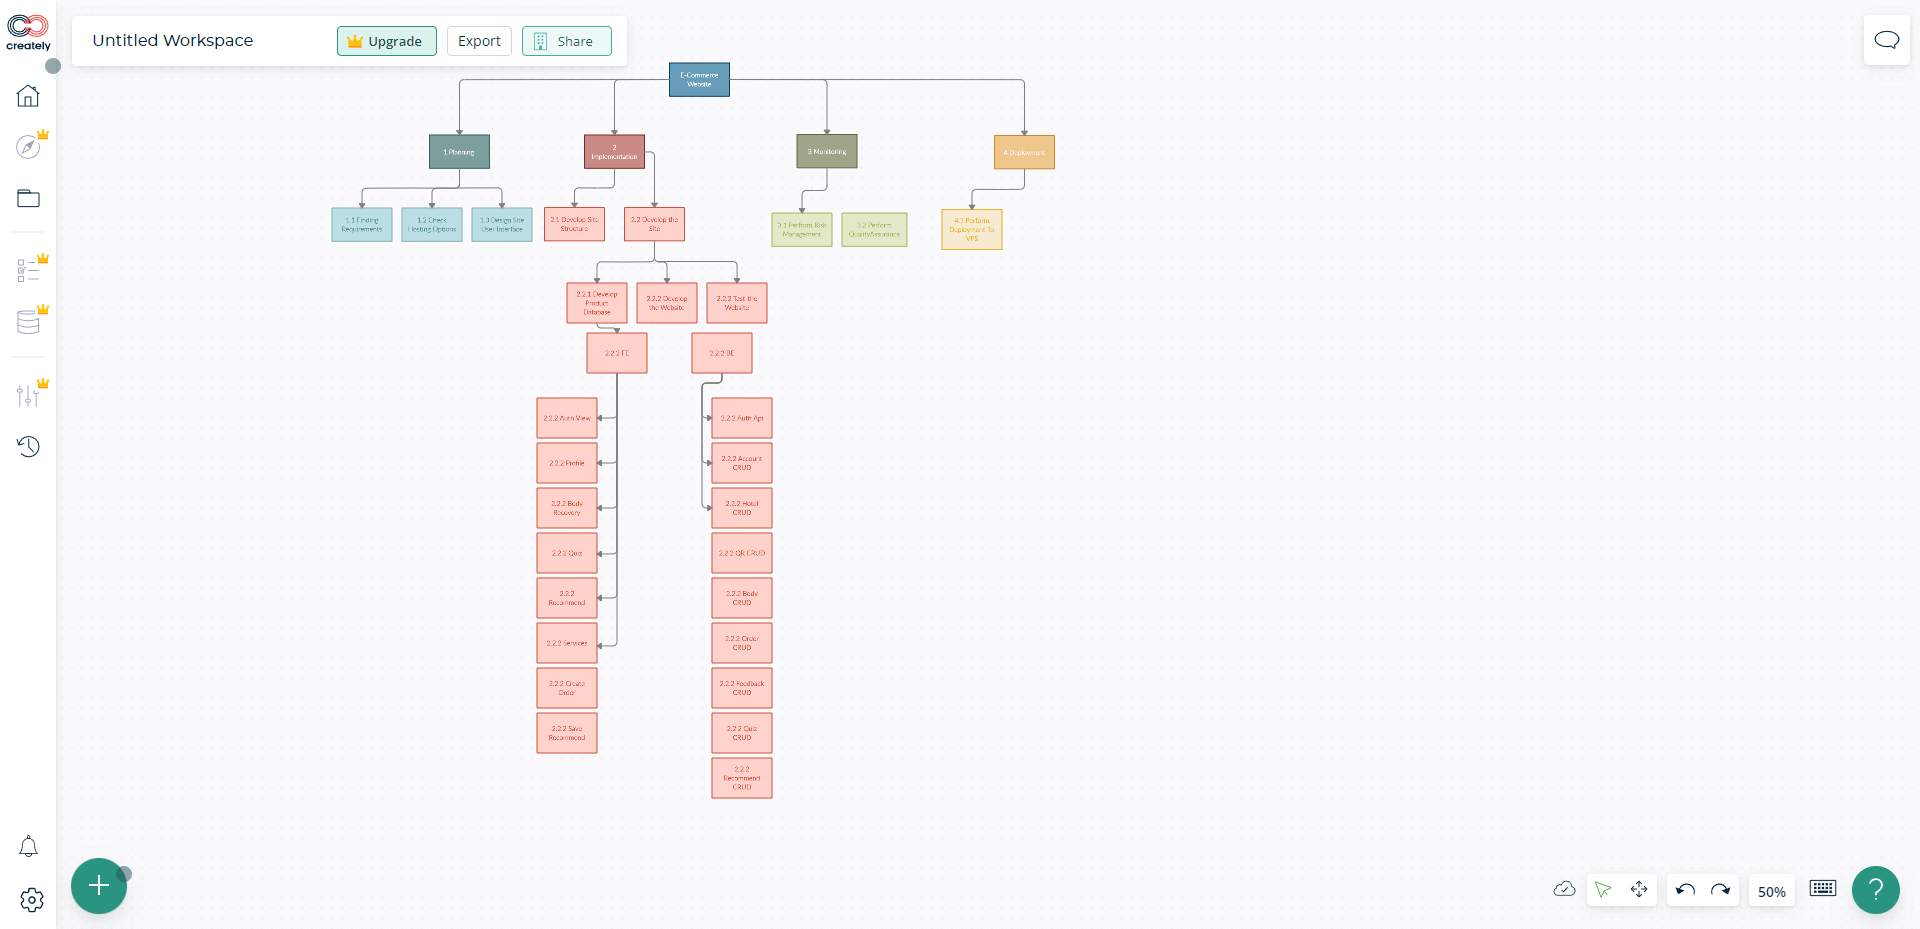 creately
Untitled Workspace
Upgrade
Export
Share
E-Commerce
Website
1 Planning
2
Implementation
3 Monitoring
4 Deployment
1.1 Finding
Requirements
1.2 Check
Hosting Options
1.3 Design Site
User Interface
2.1 Develop Site
Structure
2.2 Develop the
Site
3.1 Perform Risk
Management
3.2 Perform
QualityAssurance
4.1 Perform
Deployment To
VPS
2.2.1 Develop
Product
Database
2.2.2 Develop
the Website
2.2.2 Test the
Website
2.2.2 FE
2.2.2 BE
2.2.2 Auth View
2.2.2 Auth Api
2.2.2 Profile
2.2.2 Account
CRUD
2.2.2 Body
Recovery
2.2.2 Hotel
CRUD
2.2.2 Quiz
2.2.2 QR CRUD
2.2.2
Recommend
2.2.2 Body
CRUD
2.2.2 Services
2.2.2 Order
CRUD
2.2.2 Create
Order
2.2.2 Feedback
CRUD
2.2.2 Save
Recommend
2.2.2 Quiz
CRUD
2.2.2
Recommend
CRUD
50%
?